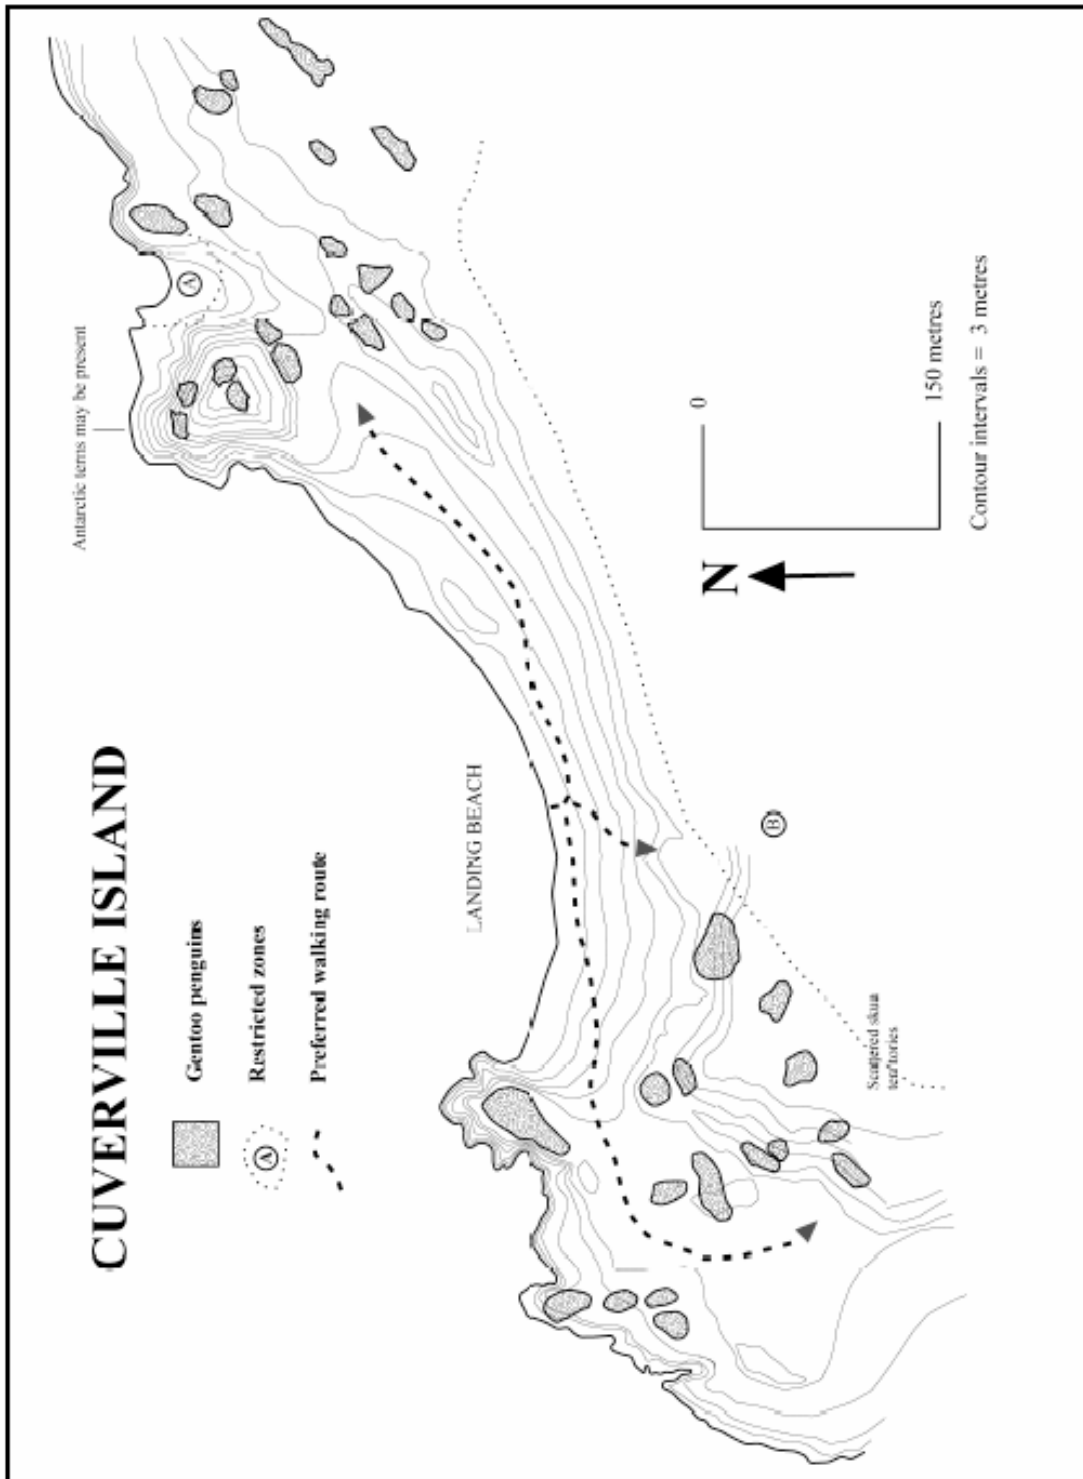 CUVERVILLE ISLAND
Gentoo penguins
A
Restricted zones
Preferred walking route
Antarctic terns may be present
A
LANDING BEACH
B
Scattered skua
territories
N
0
150 metres
Contour intervals = 3 metres